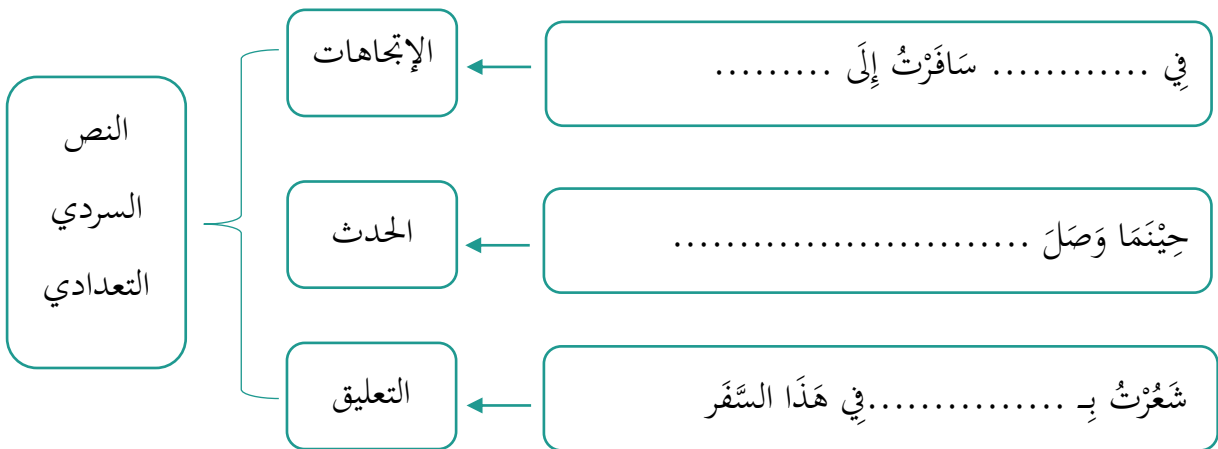 النص
السردي
التعدادي
الإتجاهات
فِي ............ سَافَرْتُ إِلَى .........
الحدث
حِيْنَمَا وَصَلَ ...........................
التعليق
شَعُرْتُ بِـ ...............فِي هَذَا السَّفَر